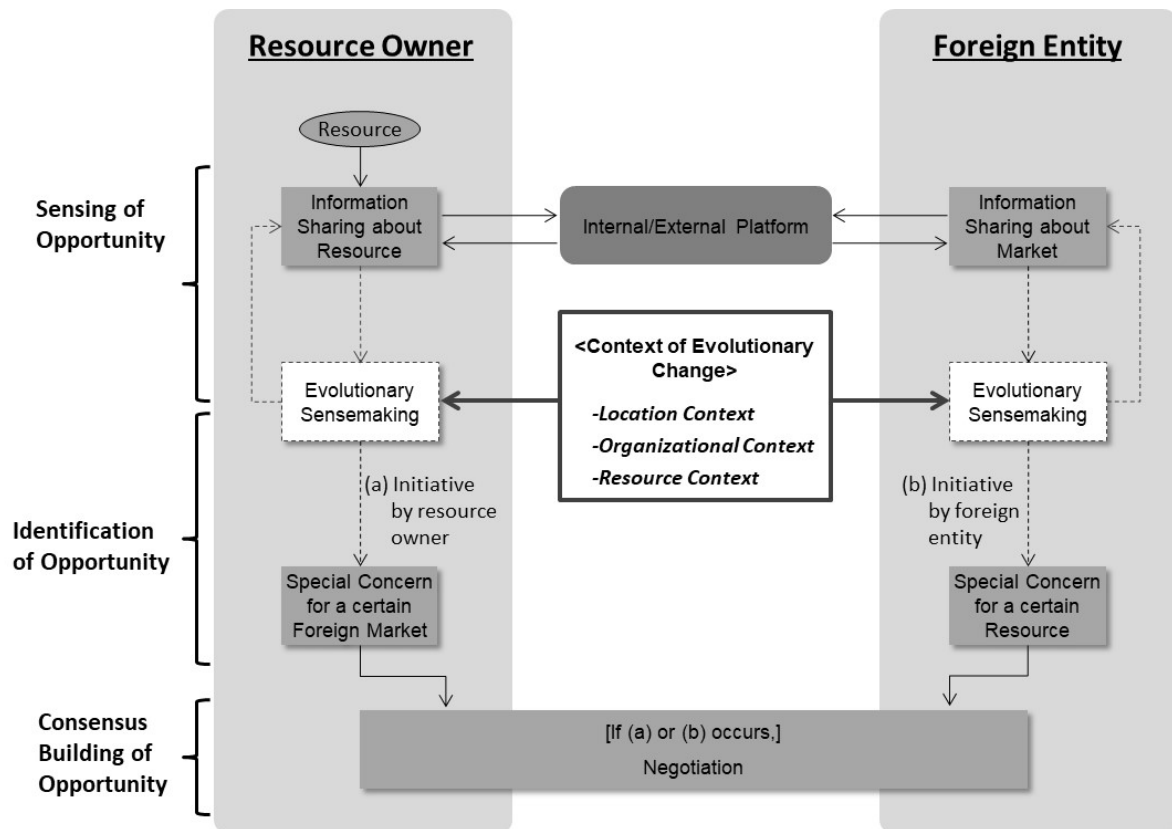 Resource Owner
Foreign Entity
Resource
Sensing of
Opportunity
Information
Sharing about
Resource
Internal/External Platform
Information
Sharing about
Market
<Context of Evolutionary
Change>
-Location Context
-Organizational Context
-Resource Context
Evolutionary
Sensemaking
Evolutionary
Sensemaking
Identification
of Opportunity
(a) Initiative
by resource
owner
(b) Initiative
by foreign
entity
Special Concern
for a certain
Foreign Market
Special Concern
for a certain
Resource
Consensus
Building of
Opportunity
[If (a) or (b) occurs,]
Negotiation